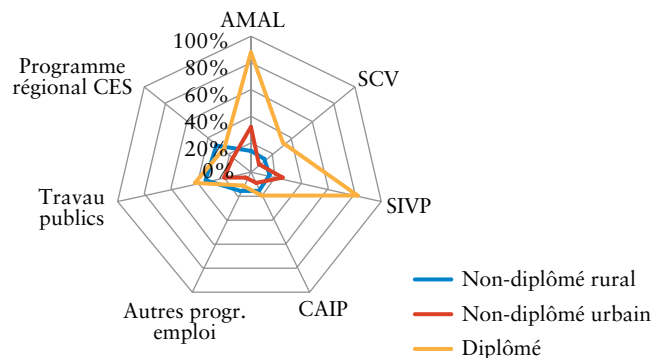 AMAL
100%
80%
60%
40%
20%
0%
Programme
régional CES
SCV
Travau
publics
SIVP
Autres progr.
emploi
CAIP
Non-diplômé rural
Non-diplômé urbain
Diplômé